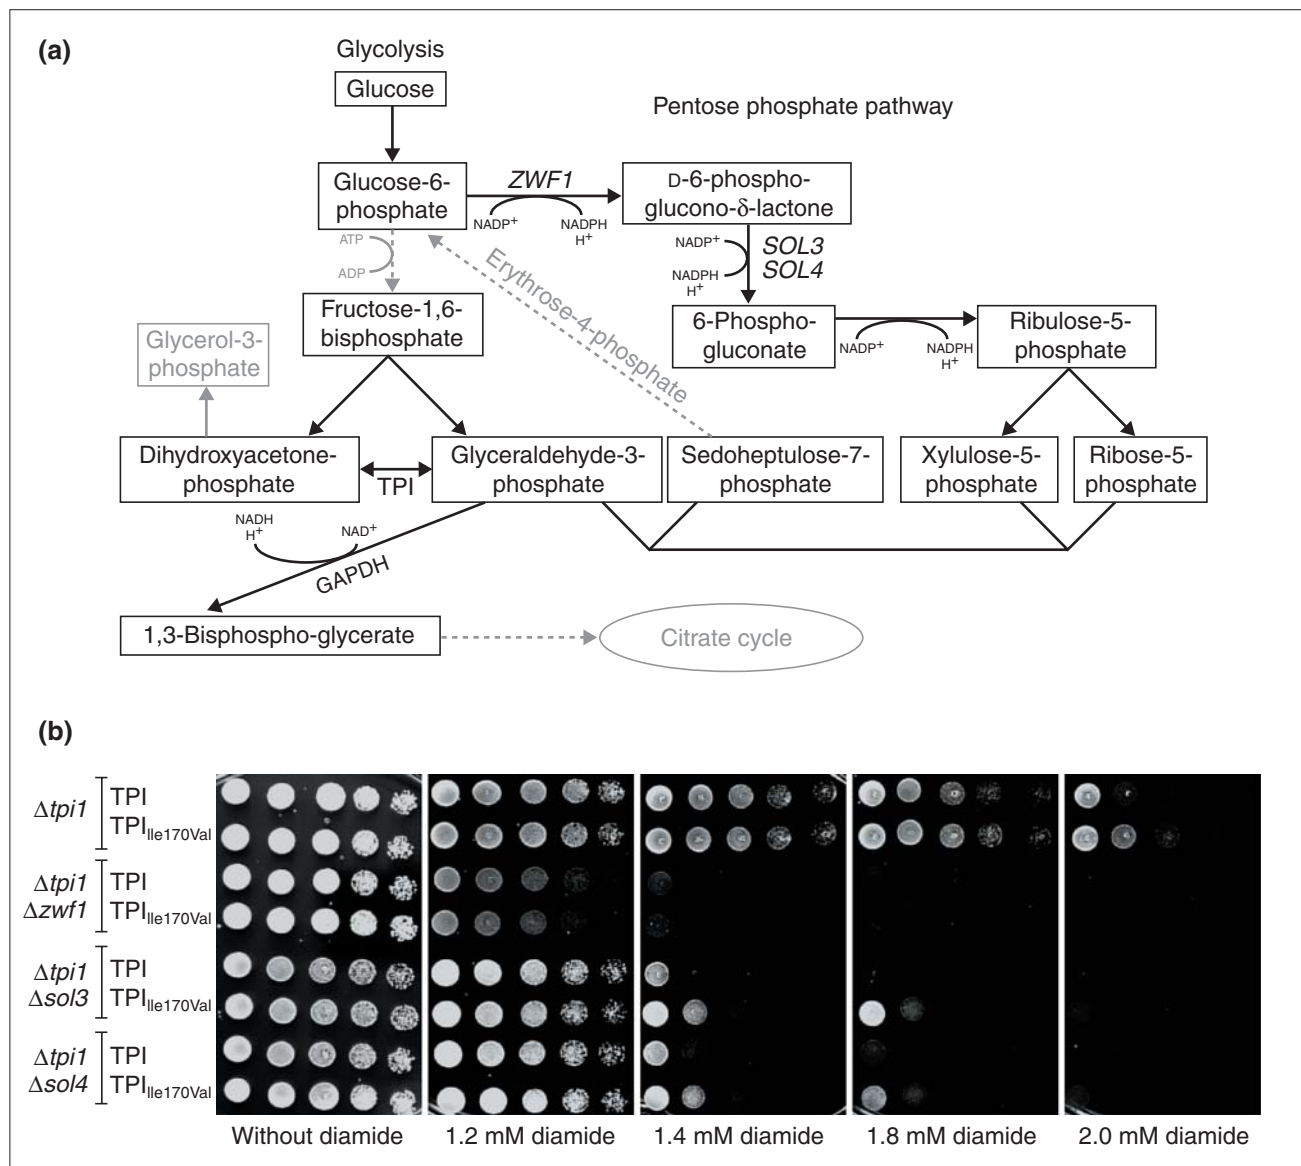 (a)
Glycolysis
Glucose
Pentose phosphate pathway
Glucose-6-
phosphate
ZWF1
NADP+
NADPH
H+
D-6-phospho-
glucono-δ-lactone
ATP
ADP
NADP+
NADPH
H+
SOL3
SOL4
Erythrose-4-phosphate
Fructose-1,6-
bisphosphate
6-Phospho-
gluconate
NADP+
NADPH
H+
Ribulose-5-
phosphate
Glycerol-3-
phosphate
Dihydroxyacetone-
phosphate
TPI
Glyceraldehyde-3-
phosphate
Sedoheptulose-7-
phosphate
Xylulose-5-
phosphate
Ribose-5-
phosphate
NADH
H+
NAD+
GAPDH
1,3-Bisphospho-glycerate
Citrate cycle
(b)
Δtpi1
TPI
TPIIle170Val
Δtpi1
Δzwf1
TPI
TPIIle170Val
Δtpi1
Δsol3
TPI
TPIIle170Val
Δtpi1
Δsol4
TPI
TPIIle170Val
Without diamide
1.2 mM diamide
1.4 mM diamide
1.8 mM diamide
2.0 mM diamide